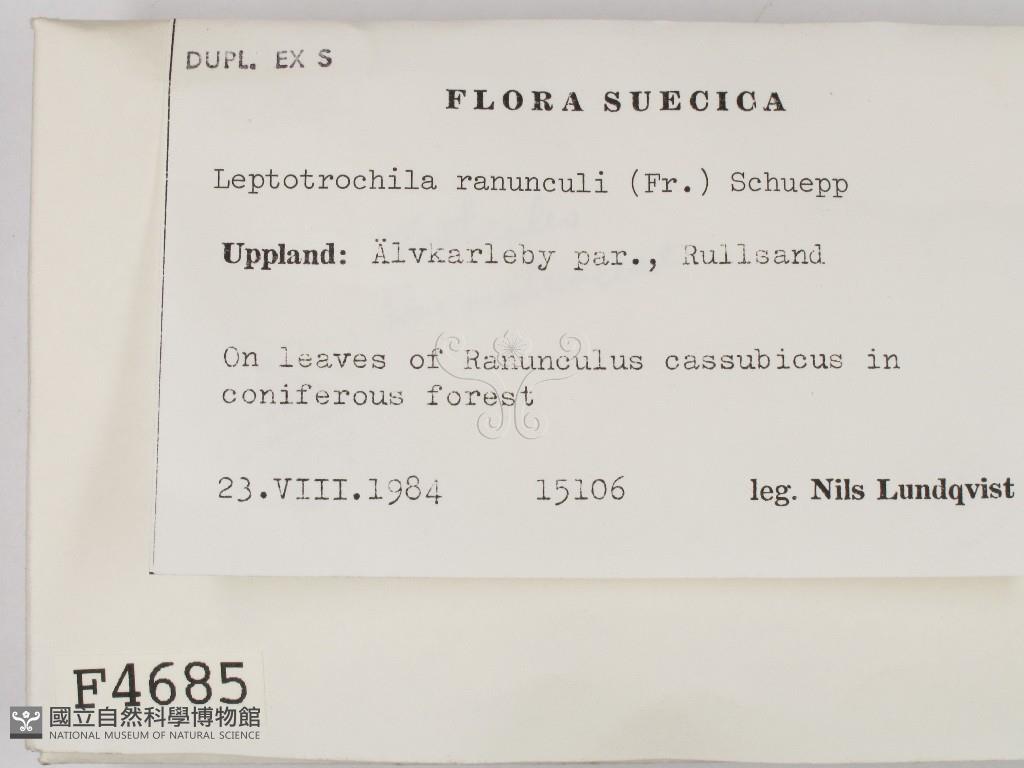 DUPL. EX S
FLORA SUECICA
Leptotrochila ranunculi (Fr.) Schuepp
Uppland: Älvkarleby par., Rullsand
On leaves of Ranunculus cassubicus in
coniferous forest
23.VIII.1984 15106 leg. Nils Lundqvist
F4685
國立自然科學博物館
NATIONAL MUSEUM OF NATURAL SCIENCE